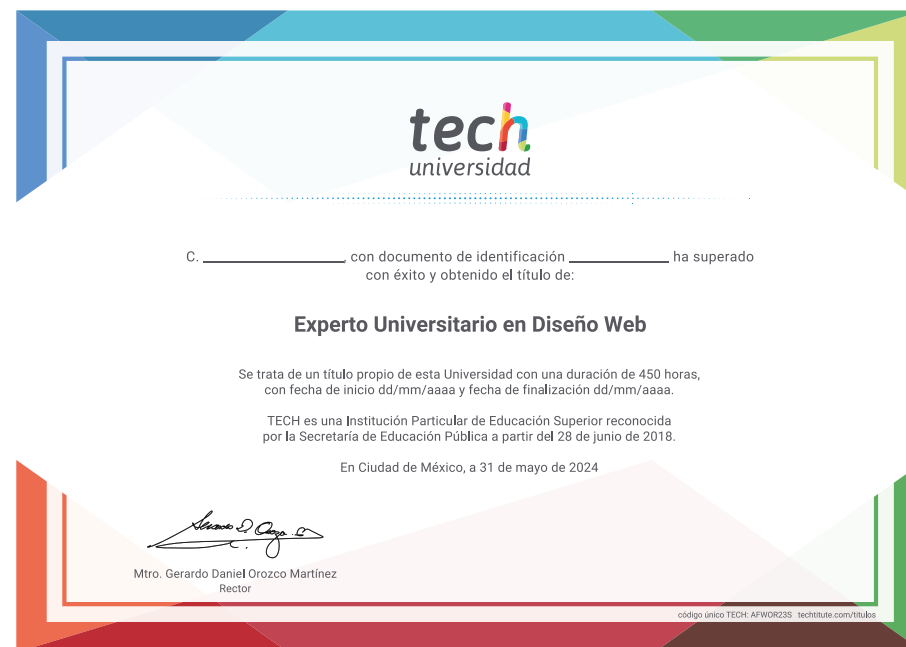 tech
universidad
C. ____________________, con documento de identificación ______________ ha superado
con éxito y obtenido el título de:
Experto Universitario en Diseño Web
Se trata de un título propio de esta Universidad con una duración de 450 horas,
con fecha de inicio dd/mm/aaaa y fecha de finalización dd/mm/aaaa.
TECH es una Institución Particular de Educación Superior reconocida
por la Secretaría de Educación Pública a partir del 28 de junio de 2018.
En Ciudad de México, a 31 de mayo de 2024
Mtro. Gerardo Daniel Orozco Martínez
Rector
código único TECH: AFWOR23S techtitute.com/titulos